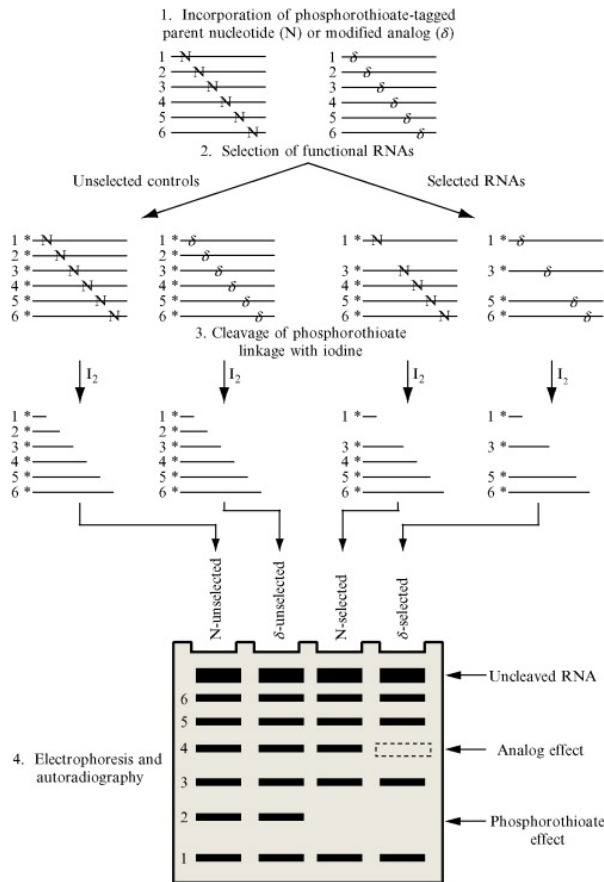 1. Incorporation of phosphorothioate-tagged
parent nucleotide (N) or modified analog (δ)
1 N
2 N
3 N
4 N
5 N
6 N
1 δ
2 δ
3 δ
4 δ
5 δ
6 δ
2. Selection of functional RNAs
Unselected controls
Selected RNAs
1 * N
2 * N
3 * N
4 * N
5 * N
6 * N
1 * δ
2 * δ
3 * δ
4 * δ
5 * δ
6 * δ
1 * N
3 * N
4 * N
5 * N
6 * N
1 * δ
3 * δ
5 * δ
6 * δ
3. Cleavage of phosphorothioate
linkage with iodine
I2
I2
I2
I2
1 *
2 *
3 *
4 *
5 *
6 *
1 *
2 *
3 *
4 *
5 *
6 *
1 *
3 *
4 *
5 *
6 *
1 *
3 *
5 *
6 *
N-unselected
δ-unselected
N-selected
δ-selected
Uncleaved RNA
6
5
4
Analog effect
4. Electrophoresis and
autoradiography
3
2
Phosphorothioate
effect
1